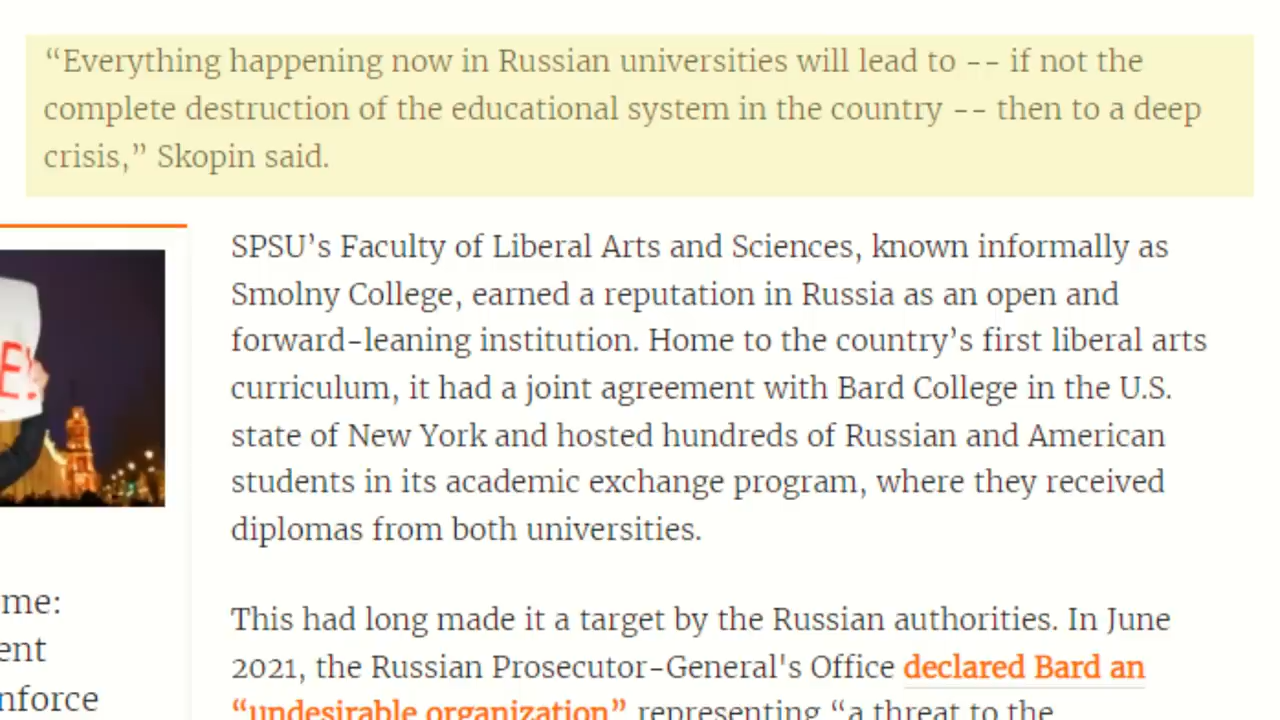 “Everything happening now in Russian universities will lead to -- if not the
complete destruction of the educational system in the country -- then to a deep
crisis,” Skopin said.
SPSU’s Faculty of Liberal Arts and Sciences, known informally as
Smolny College, earned a reputation in Russia as an open and
forward-leaning institution. Home to the country’s first liberal arts
curriculum, it had a joint agreement with Bard College in the U.S.
state of New York and hosted hundreds of Russian and American
students in its academic exchange program, where they received
diplomas from both universities.
This had long made it a target by the Russian authorities. In June
2021, the Russian Prosecutor-General's Office declared Bard an
“undesirable organization” representing “a threat to the
E!
me:
ent
nforce